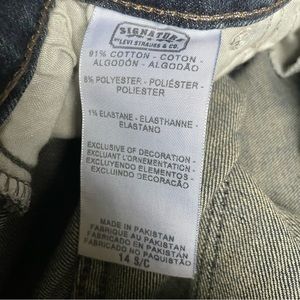 SIGNATURE
BY LEVI STRAUSS & CO.
91% COTTON - COTON -
ALGODÓN - ALGODÃO
8% POLYESTER - POLIÉSTER -
POLIESTER
1% ELASTANE - ELASTHANNE -
ELASTANO
EXCLUSIVE OF DECORATION -
EXCLUANT L'ORNEMENTATION -
EXCLUYENDO ELEMENTOS -
EXCLUINDO DECORAÇÃO
MADE IN PAKISTAN
FABRIQUE AU PAKISTAN
FABRICADO EN PAKISTAN
FABRICADO NO PAQUISTÃO
14 S/C